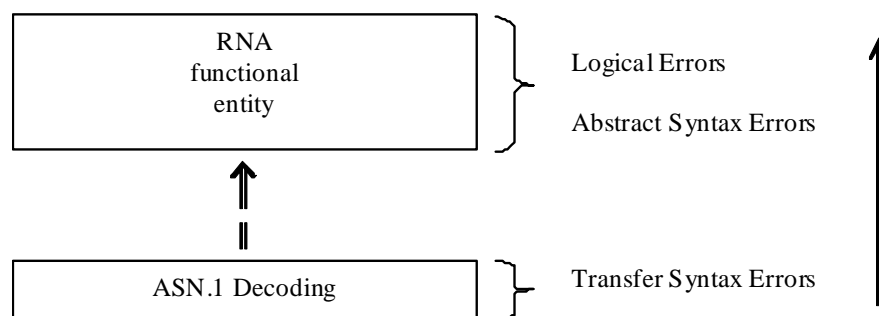 RNA
functional
entity
Logical Errors
Abstract Syntax Errors
ASN.1 Decoding
Transfer Syntax Errors